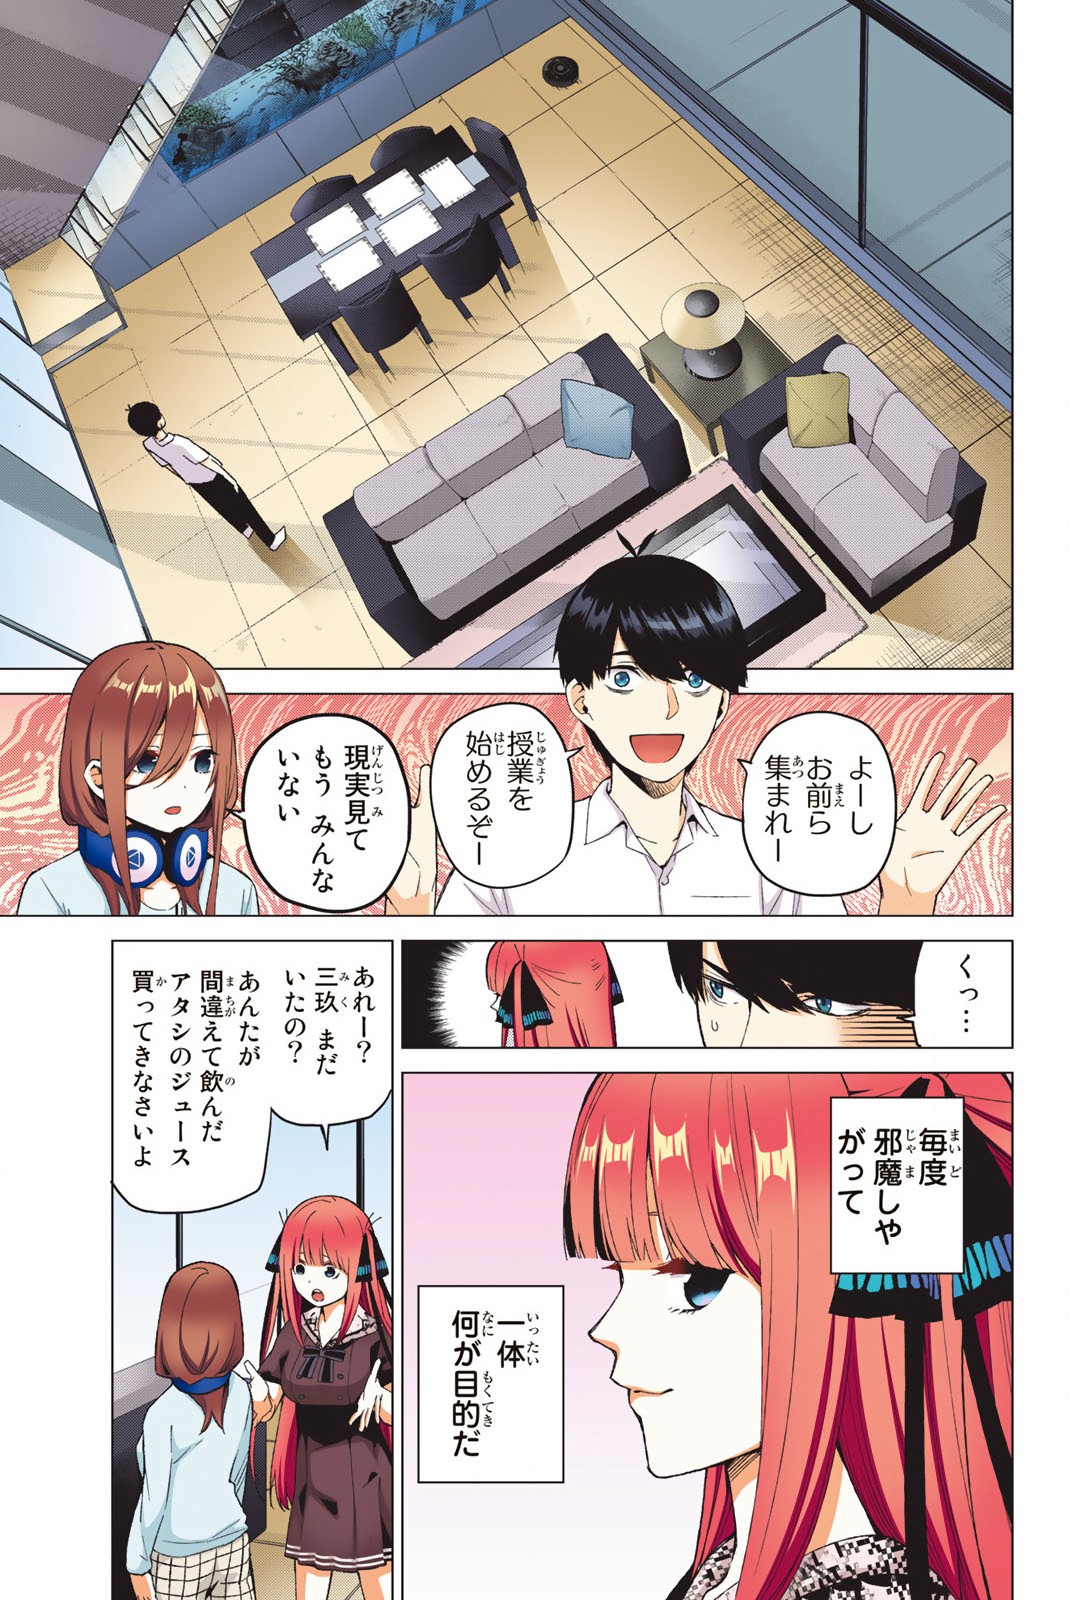 よーし
お前ら
集まれー
授業を
始めるぞー
現実見て
もう みんな
いない
くっ…
毎度
邪魔しや
がって
一体
何が目的だ
あれー?
三玖 まだ
いたの?
あんたが
間違えて飲んだ
アタシのジュース
買ってきなさいよ